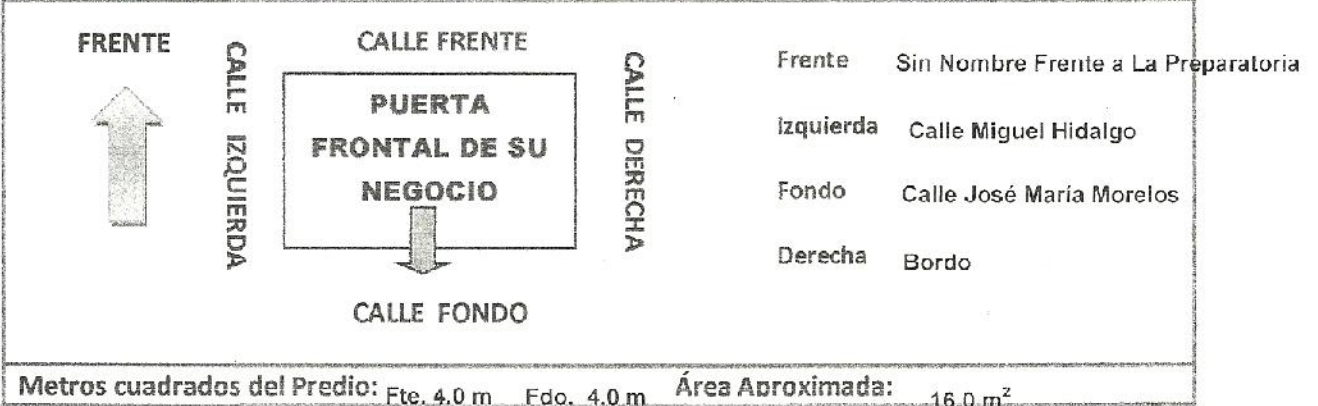 FRENTE
CALLE IZQUIERDA
CALLE FRENTE
PUERTA
FRONTAL DE SU
NEGOCIO
CALLE FONDO
CALLE DERECHA
Frente Sin Nombre Frente a La Preparatoria
Izquierda Calle Miguel Hidalgo
Fondo Calle José María Morelos
Derecha Bordo
Metros cuadrados del Predio: Fte. 4.0 m Fdo. 4.0 m Área Aproximada: 16.0 m²